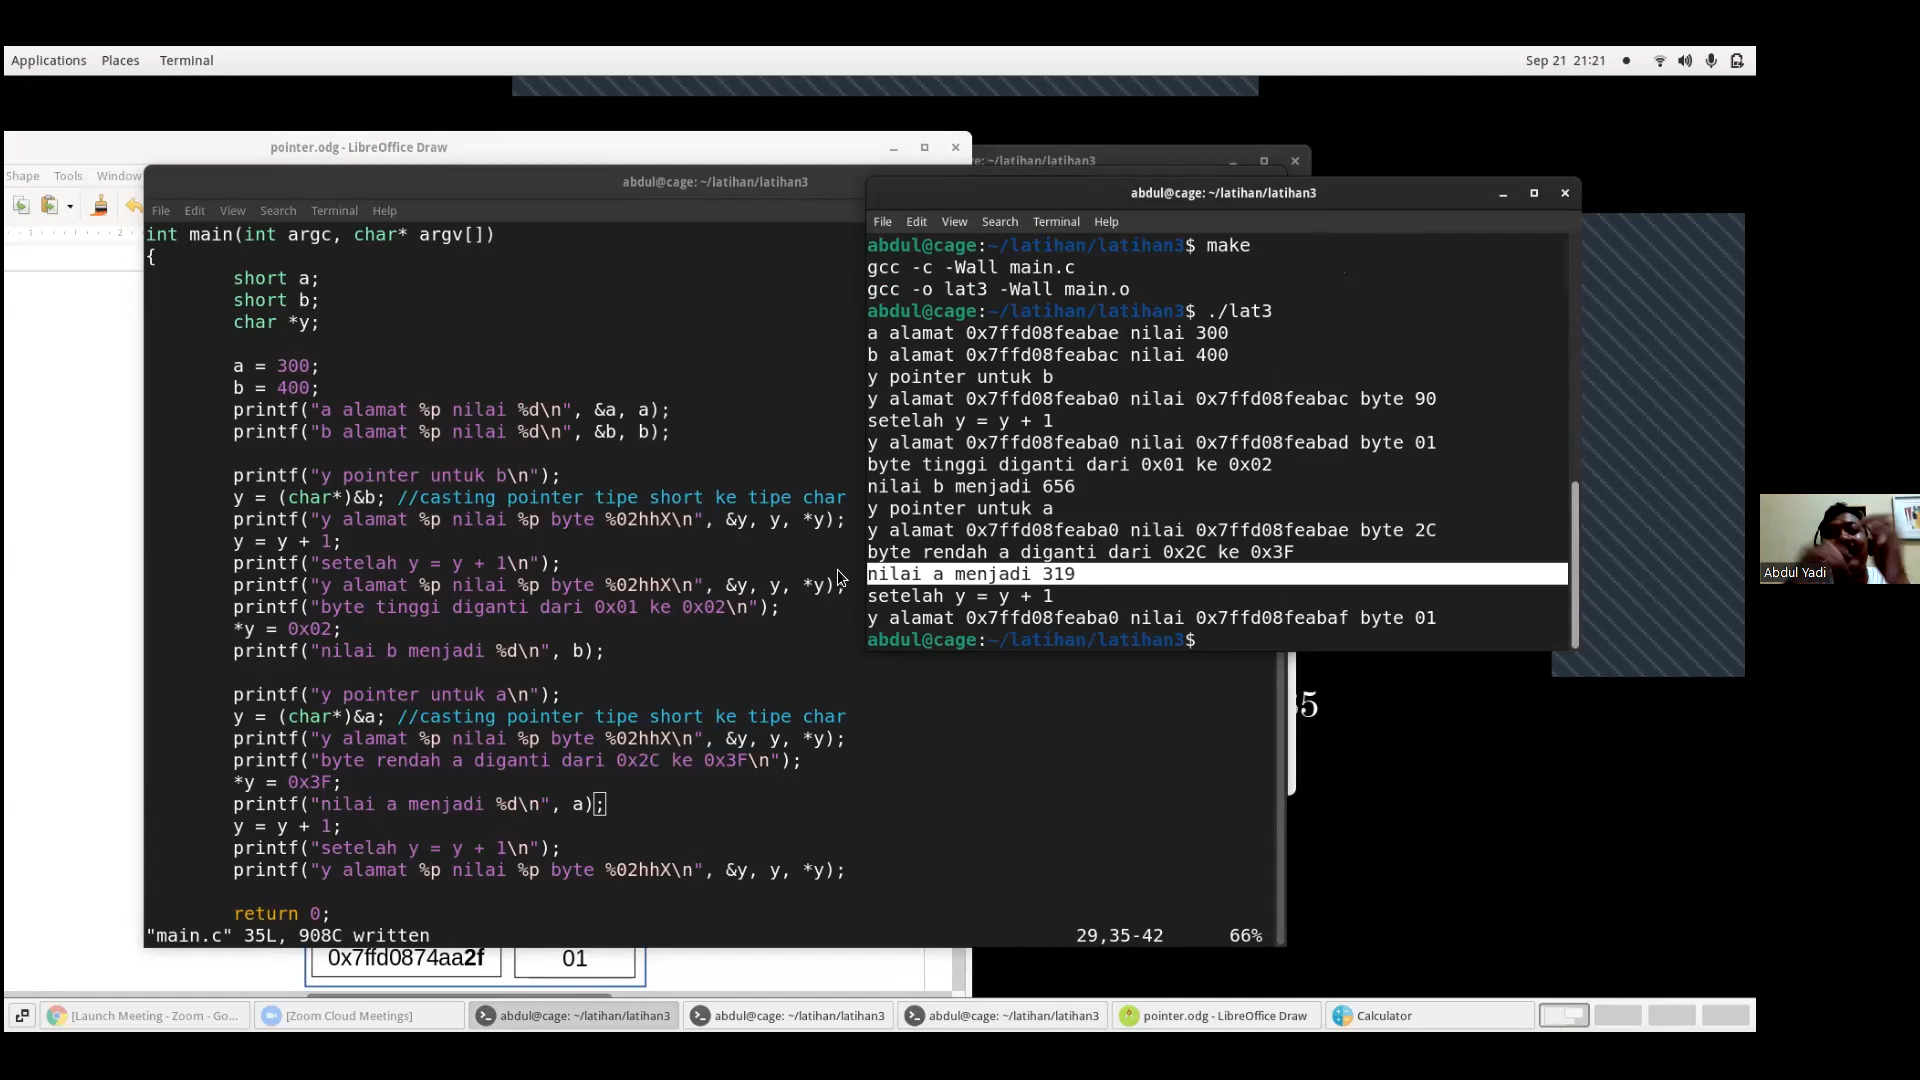 Applications Places Terminal
Sep 21 21:21
pointer.odg - LibreOffice Draw
Shape Tools Window
1 2
e: ~/latihan/latihan3
abdul@cage: ~/latihan/latihan3
File Edit View Search Terminal Help
int main(int argc, char* argv[])
{
short a;
short b;
char *y;
a = 300;
b = 400;
printf("a alamat %p nilai %d\n", &a, a);
printf("b alamat %p nilai %d\n", &b, b);
printf("y pointer untuk b\n");
y = (char*)&b; //casting pointer tipe short ke tipe char
printf("y alamat %p nilai %p byte %02hhX\n", &y, y, *y);
y = y + 1;
printf("setelah y = y + 1\n");
printf("y alamat %p nilai %p byte %02hhX\n", &y, y, *y);
printf("byte tinggi diganti dari 0x01 ke 0x02\n");
*y = 0x02;
printf("nilai b menjadi %d\n", b);
printf("y pointer untuk a\n");
y = (char*)&a; //casting pointer tipe short ke tipe char
printf("y alamat %p nilai %p byte %02hhX\n", &y, y, *y);
printf("byte rendah a diganti dari 0x2C ke 0x3F\n");
*y = 0x3F;
printf("nilai a menjadi %d\n", a);
y = y + 1;
printf("setelah y = y + 1\n");
printf("y alamat %p nilai %p byte %02hhX\n", &y, y, *y);
return 0;
"main.c" 35L, 908C written 29,35-42 66%
abdul@cage: ~/latihan/latihan3
File Edit View Search Terminal Help
abdul@cage:~/latihan/latihan3$ make
gcc -c -Wall main.c
gcc -o lat3 -Wall main.o
abdul@cage:~/latihan/latihan3$ ./lat3
a alamat 0x7ffd08feabae nilai 300
b alamat 0x7ffd08feabac nilai 400
y pointer untuk b
y alamat 0x7ffd08feaba0 nilai 0x7ffd08feabac byte 90
setelah y = y + 1
y alamat 0x7ffd08feaba0 nilai 0x7ffd08feabad byte 01
byte tinggi diganti dari 0x01 ke 0x02
nilai b menjadi 656
y pointer untuk a
y alamat 0x7ffd08feaba0 nilai 0x7ffd08feabae byte 2C
byte rendah a diganti dari 0x2C ke 0x3F
nilai a menjadi 319
setelah y = y + 1
y alamat 0x7ffd08feaba0 nilai 0x7ffd08feabaf byte 01
abdul@cage:~/latihan/latihan3$
Abdul Yadi
0x7ffd0874aa2f 01
[Launch Meeting - Zoom - Go... [Zoom Cloud Meetings] abdul@cage: ~/latihan/latihan3 abdul@cage: ~/latihan/latihan3 abdul@cage: ~/latihan/latihan3 pointer.odg - LibreOffice Draw Calculator